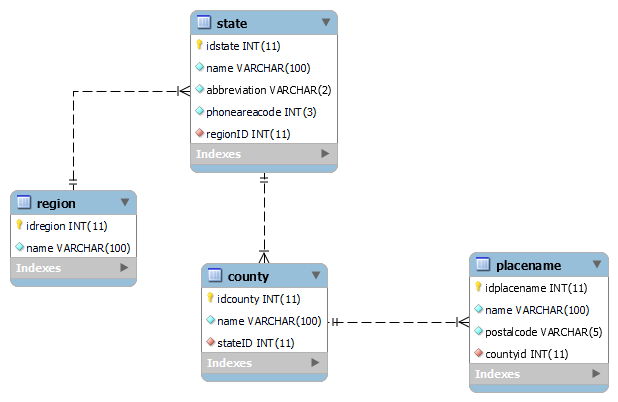 state
idstate INT(11)
name VARCHAR(100)
abbreviation VARCHAR(2)
phoneareacode INT(3)
regionID INT(11)
Indexes
region
idregion INT(11)
name VARCHAR(100)
Indexes
county
idcounty INT(11)
name VARCHAR(100)
stateID INT(11)
Indexes
placename
idplacename INT(11)
name VARCHAR(100)
postalcode VARCHAR(5)
countyid INT(11)
Indexes